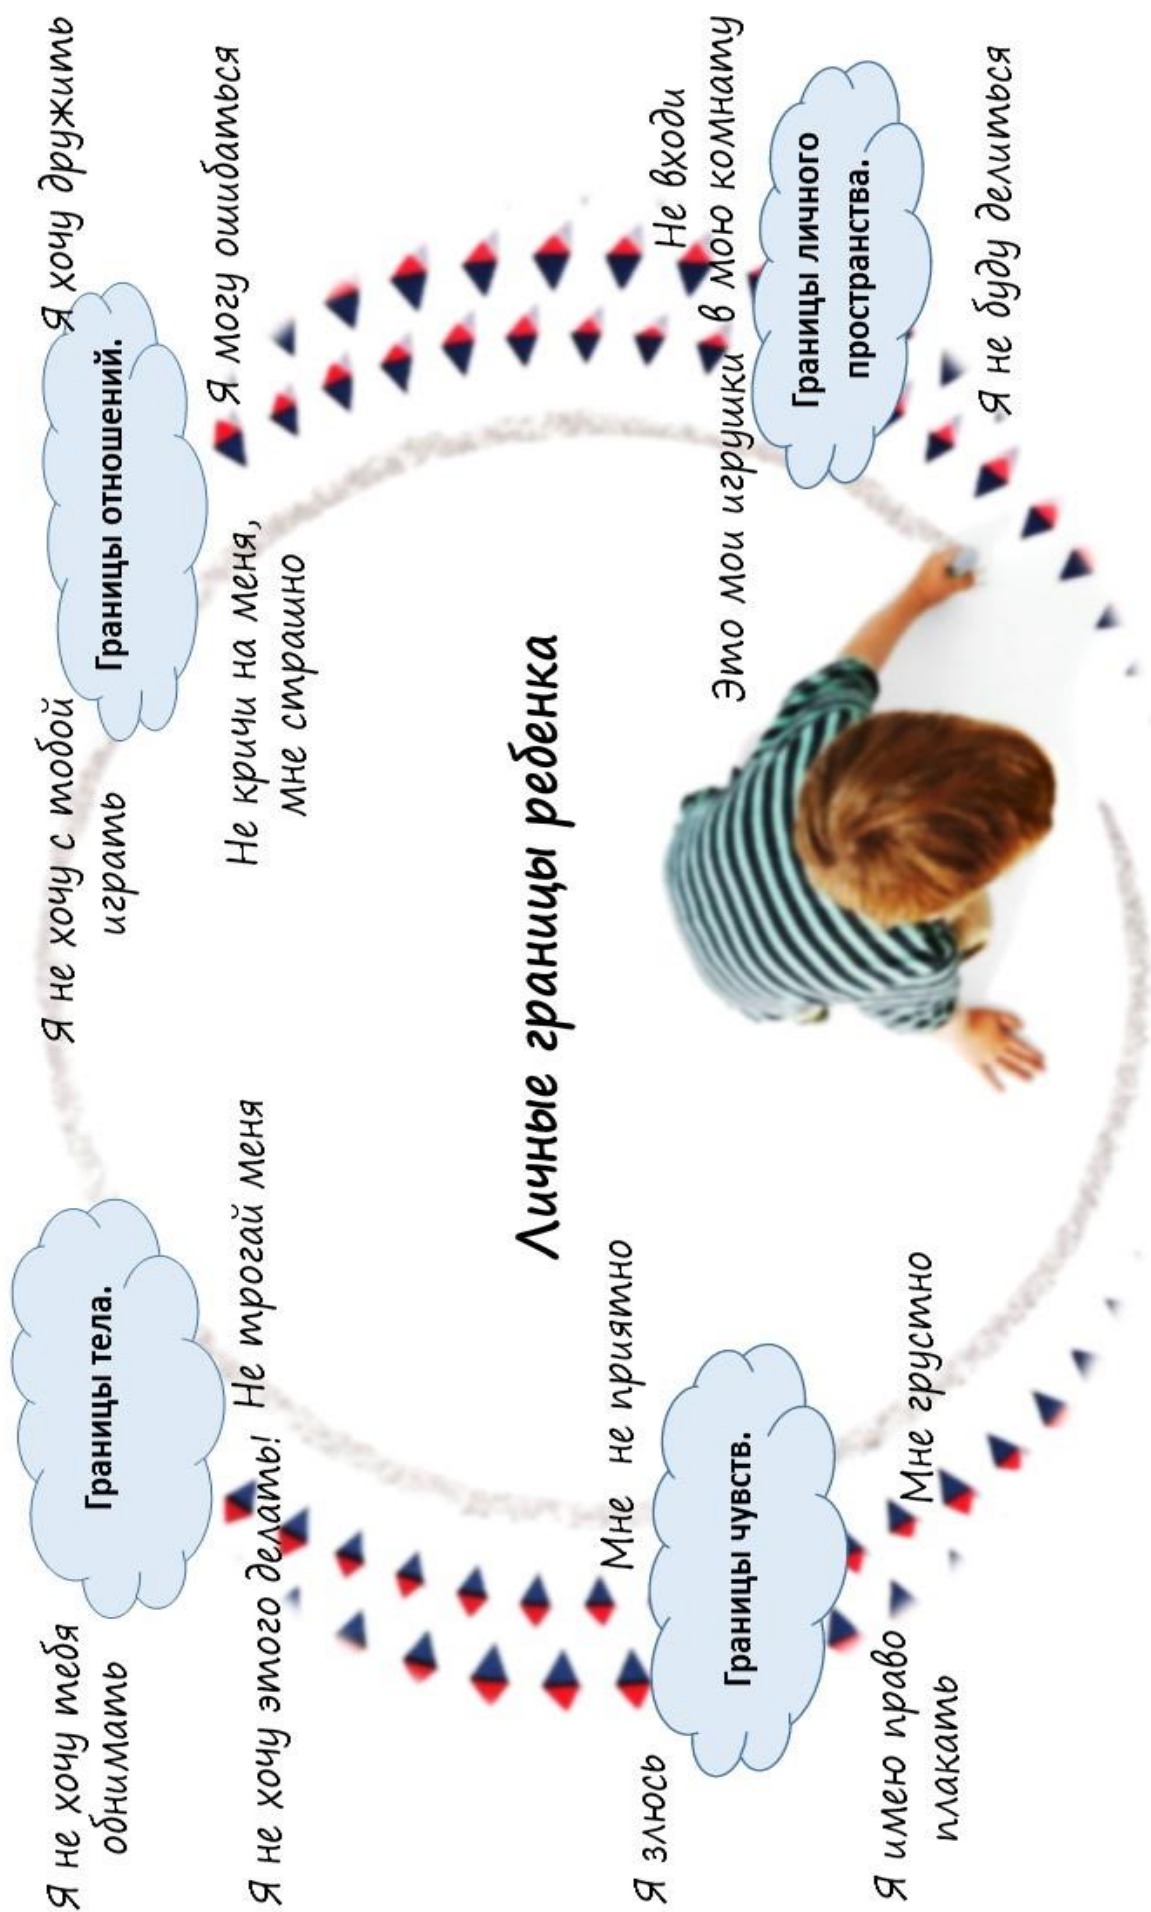 Границы тела.
Я не хочу тебя
обнимать
Я не хочу этого делать!
Не трогай меня
Границы отношений.
Я не хочу с тобой
играть
Я хочу дружить
Не кричи на меня,
мне страшно
Я могу ошибаться
Личные границы ребенка
Границы чувств.
Я злюсь
Мне не приятно
Я имею право
плакать
Мне грустно
Границы личного
пространства.
Это мои игрушки
Не входи
в мою комнату
Я не буду делиться